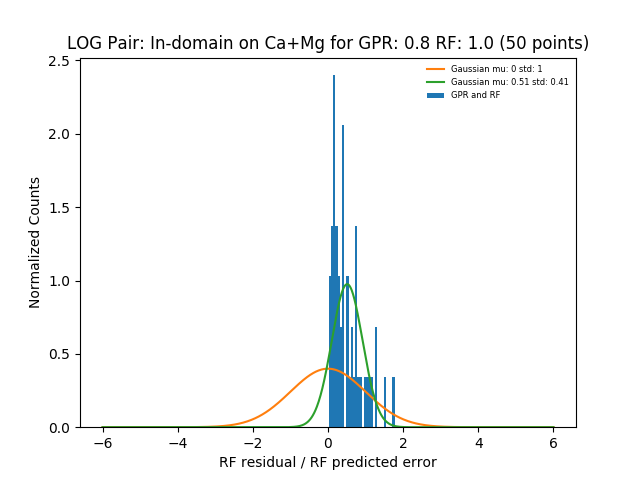 LOG Pair: In-domain on Ca+Mg for GPR: 0.8 RF: 1.0 (50 points)
Gaussian mu: 0 std: 1
Gaussian mu: 0.51 std: 0.41
GPR and RF
Normalized Counts
2.5
2.0
1.5
1.0
0.5
0.0
−6
−4
−2
0
2
4
6
RF residual / RF predicted error